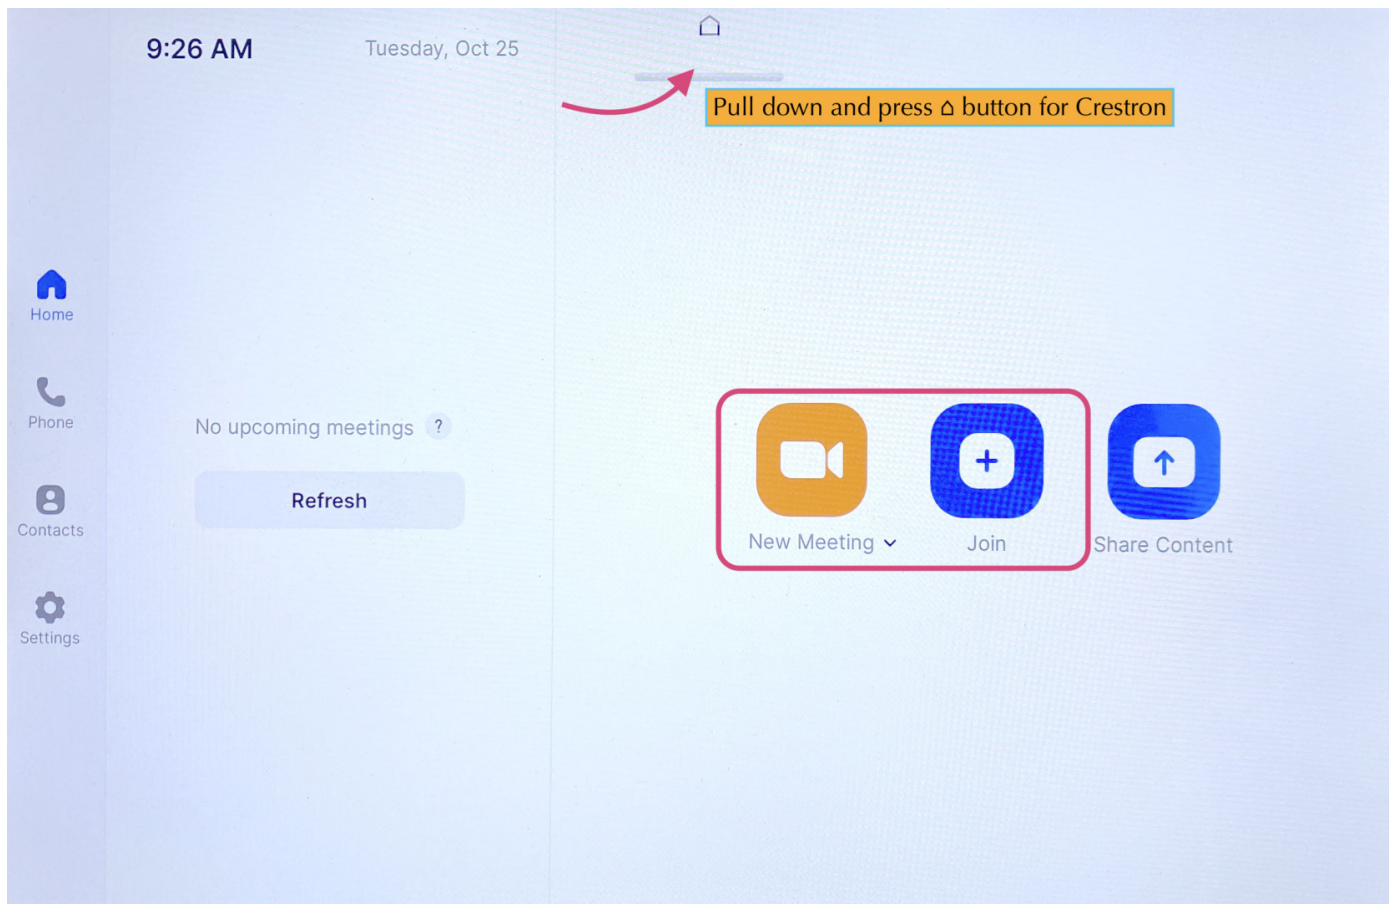 9:26 AM
Tuesday, Oct 25
Pull down and press ⌂ button for Crestron
Home
Phone
Contacts
Settings
No upcoming meetings ?
Refresh
New Meeting
Join
Share Content